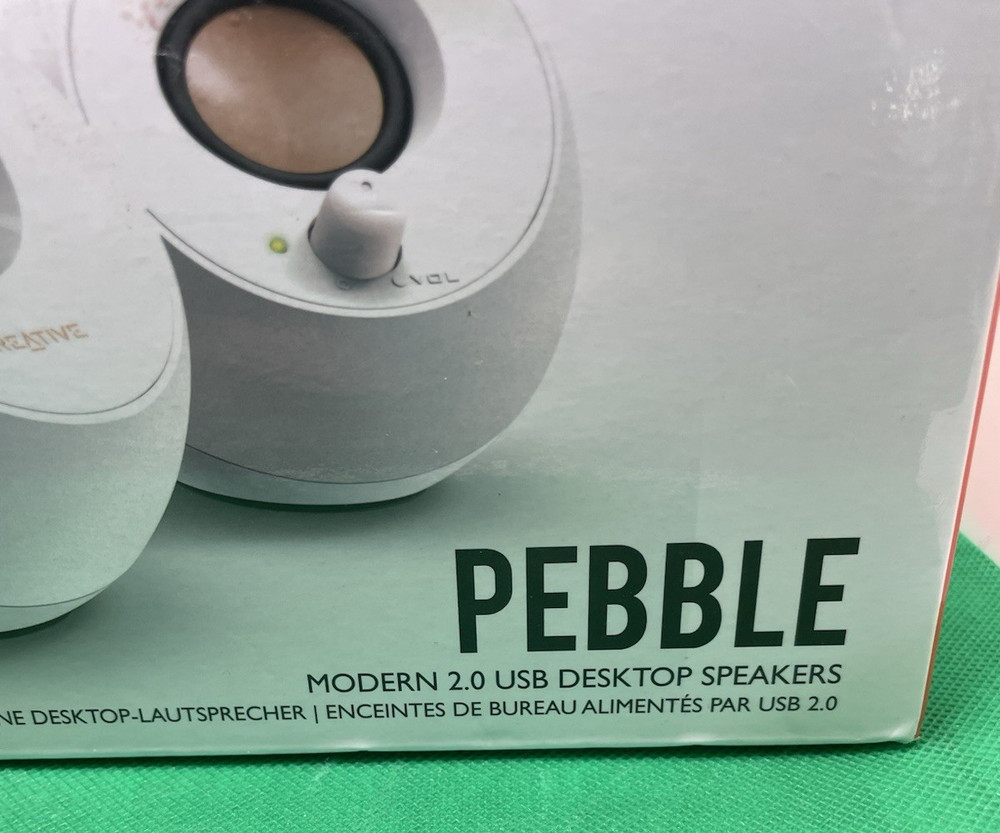 VOL
REATIVE
PEBBLE
MODERN 2.0 USB DESKTOP SPEAKERS
NE DESKTOP-LAUTSPRECHER | ENCEINTES DE BUREAU ALIMENTÉS PAR USB 2.0